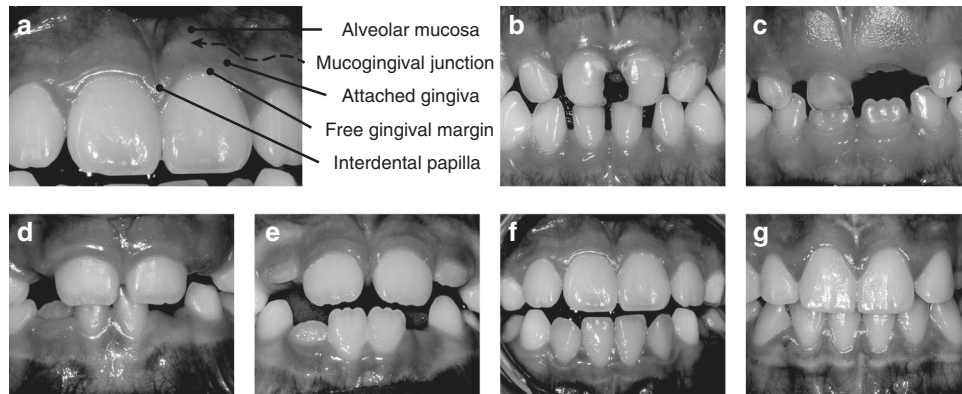 a
Alveolar mucosa
Mucogingival junction
Attached gingiva
Free gingival margin
Interdental papilla
b
c
d
e
f
g